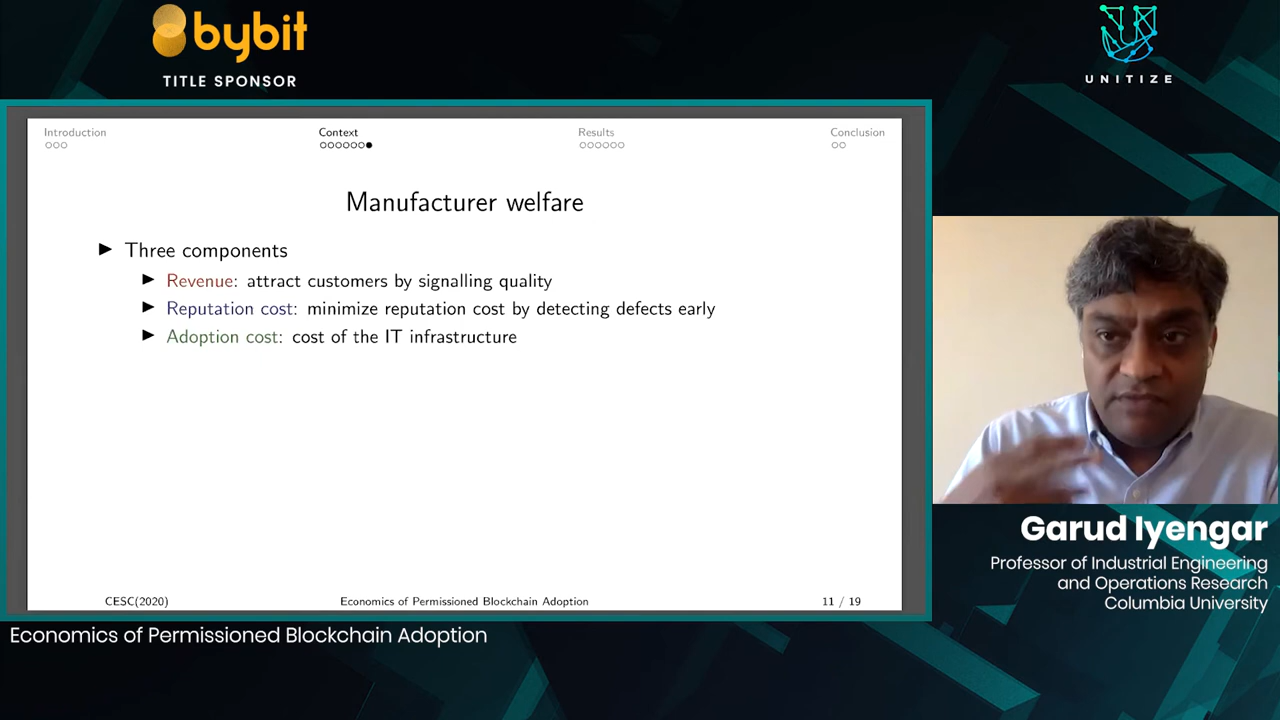 bybit
TITLE SPONSOR
UNITIZE
Introduction Context Results Conclusion
Manufacturer welfare
Three components
Revenue: attract customers by signalling quality
Reputation cost: minimize reputation cost by detecting defects early
Adoption cost: cost of the IT infrastructure
CESC(2020) Economics of Permissioned Blockchain Adoption 11 / 19
Garud Iyengar
Professor of Industrial Engineering
and Operations Research
Columbia University
Economics of Permissioned Blockchain Adoption